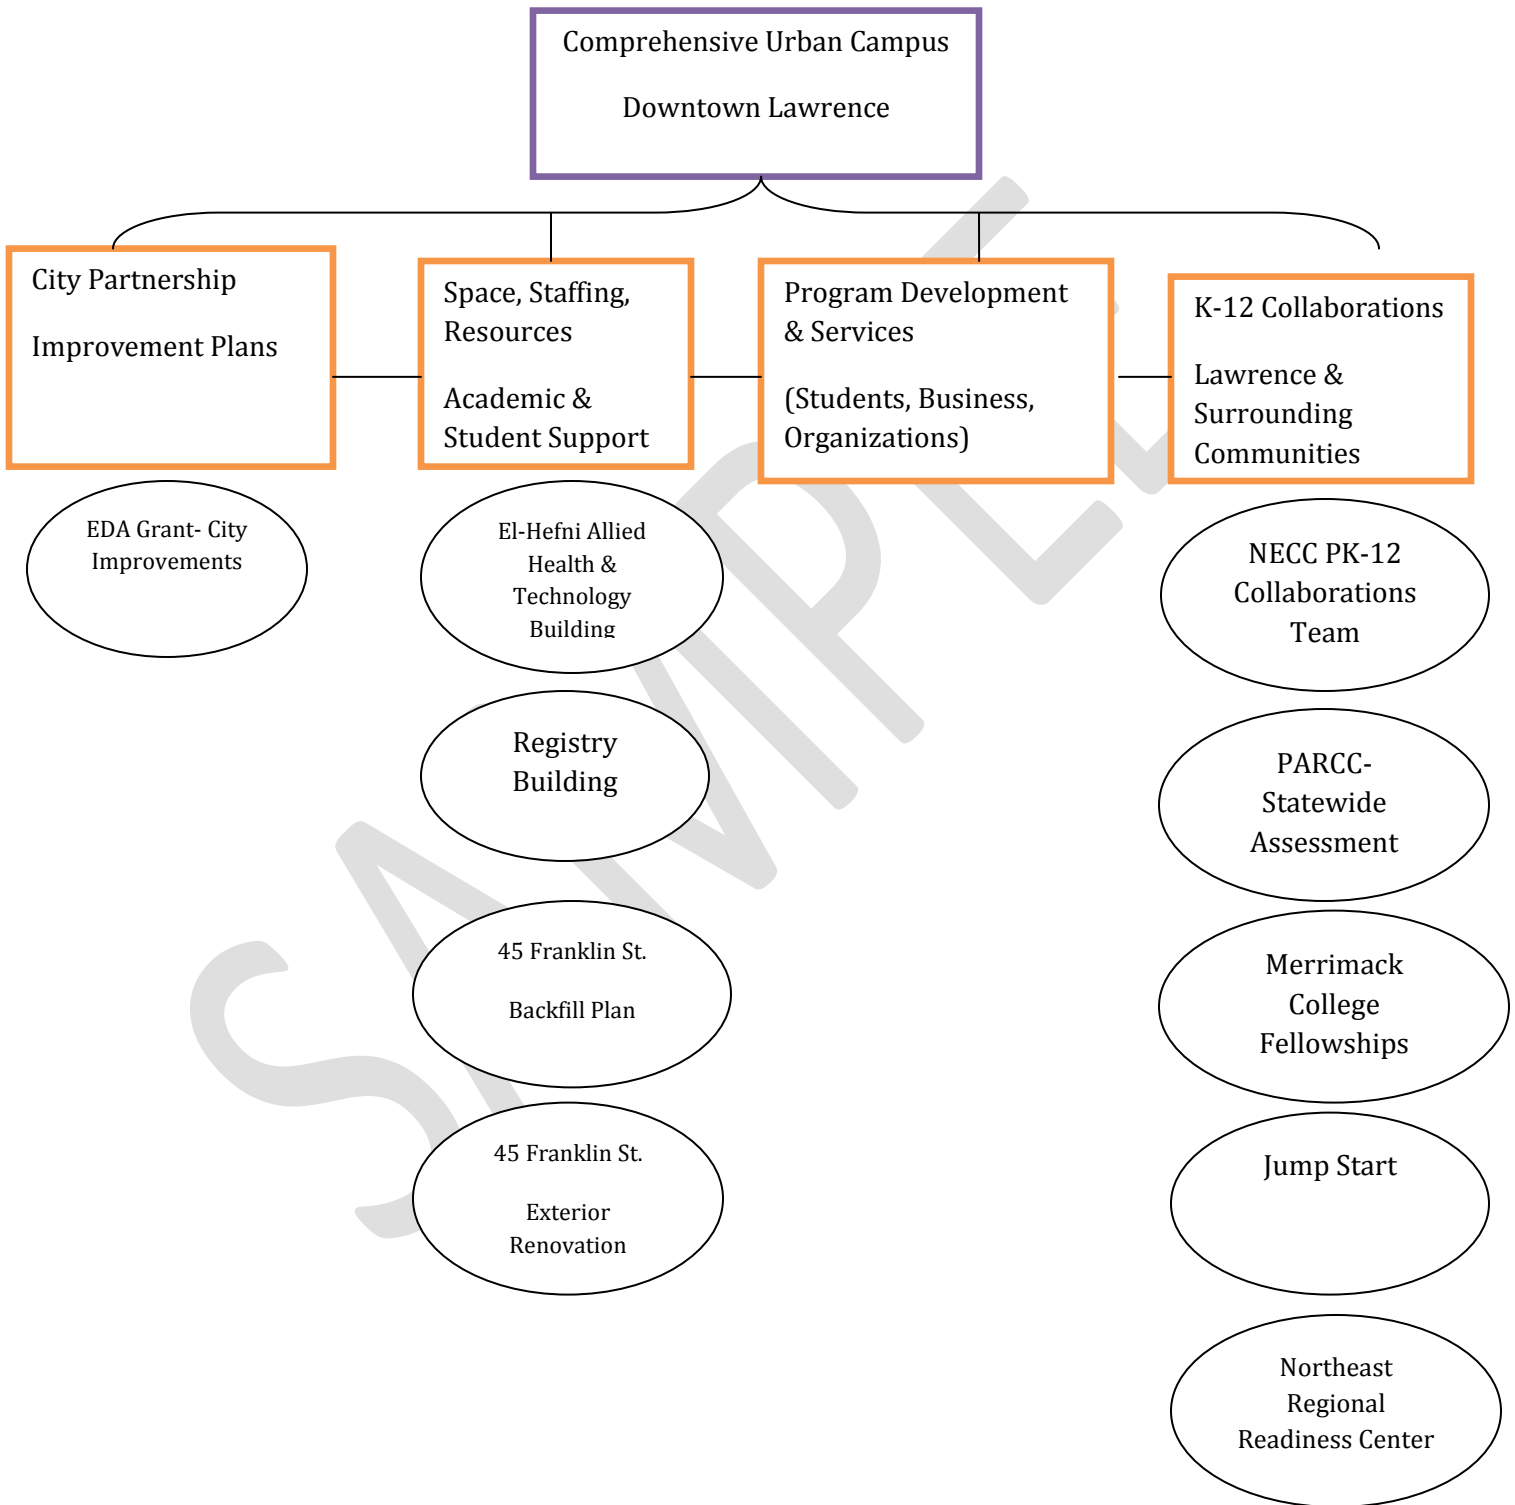 Comprehensive Urban Campus
Downtown Lawrence
City Partnership
Improvement Plans
Space, Staffing,
Resources
Academic &
Student Support
Program Development
& Services
(Students, Business,
Organizations)
K-12 Collaborations
Lawrence &
Surrounding
Communities
EDA Grant- City
Improvements
El-Hefni Allied
Health &
Technology
Building
Registry
Building
45 Franklin St.
Backfill Plan
45 Franklin St.
Exterior
Renovation
NECC PK-12
Collaborations
Team
PARCC-
Statewide
Assessment
Merrimack
College
Fellowships
Jump Start
Northeast
Regional
Readiness Center
SAMPLE